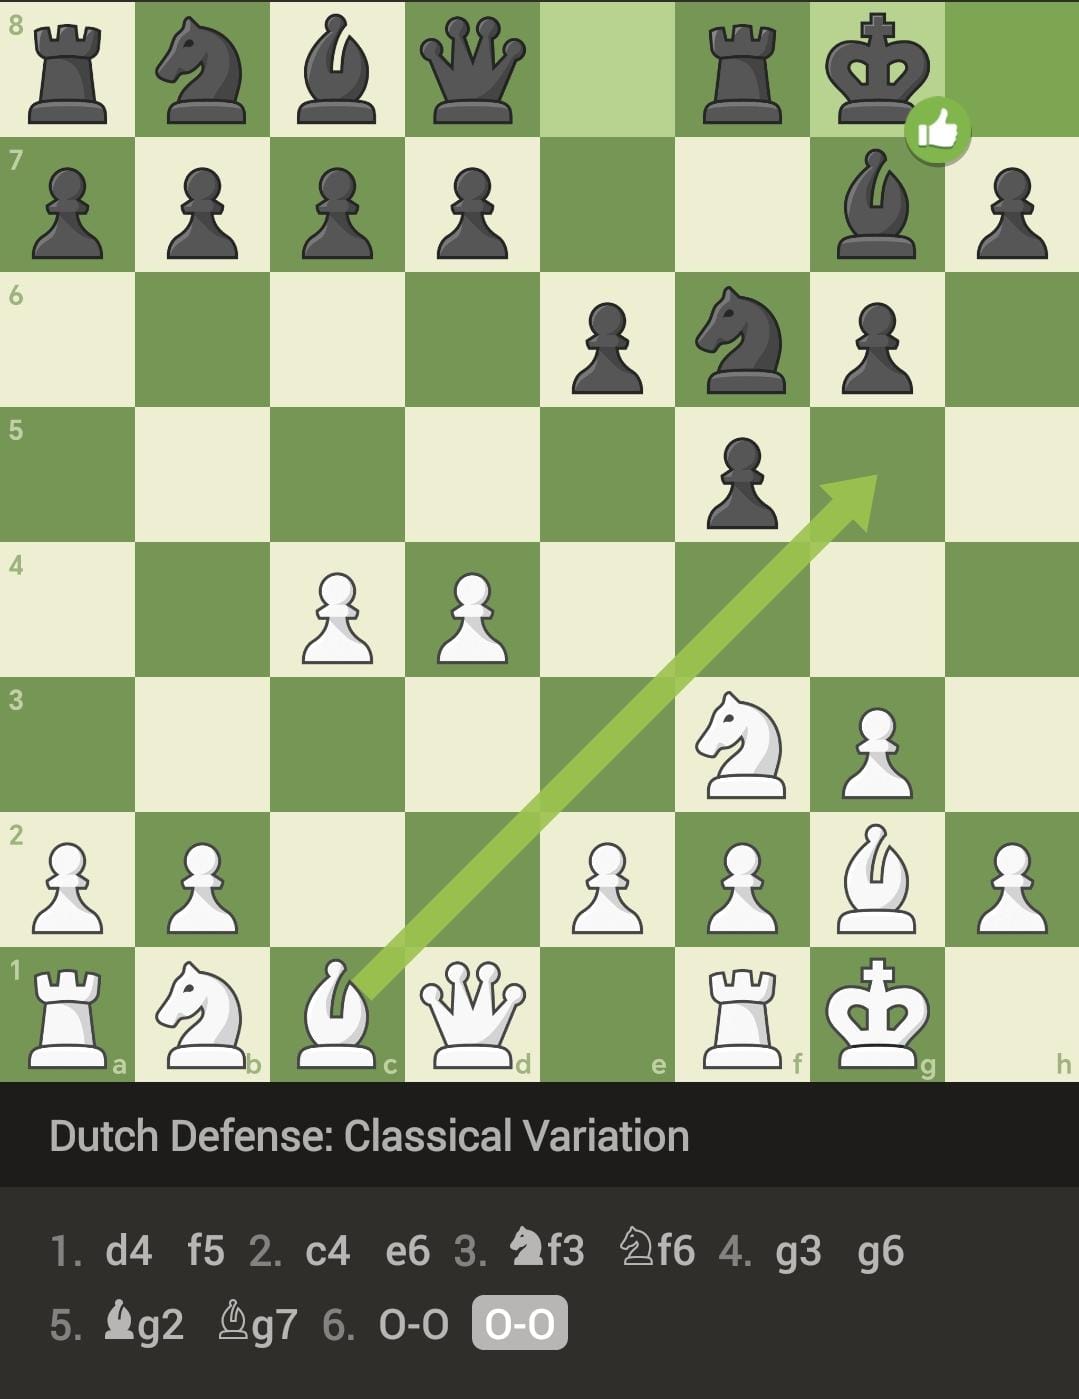 8
7
6
5
4
3
2
1
a b c d e f g h
Dutch Defense: Classical Variation
1. d4 f5 2. c4 e6 3. ♞f3 ♘f6 4. g3 g6
5. ♝g2 ♗g7 6. O-O O-O